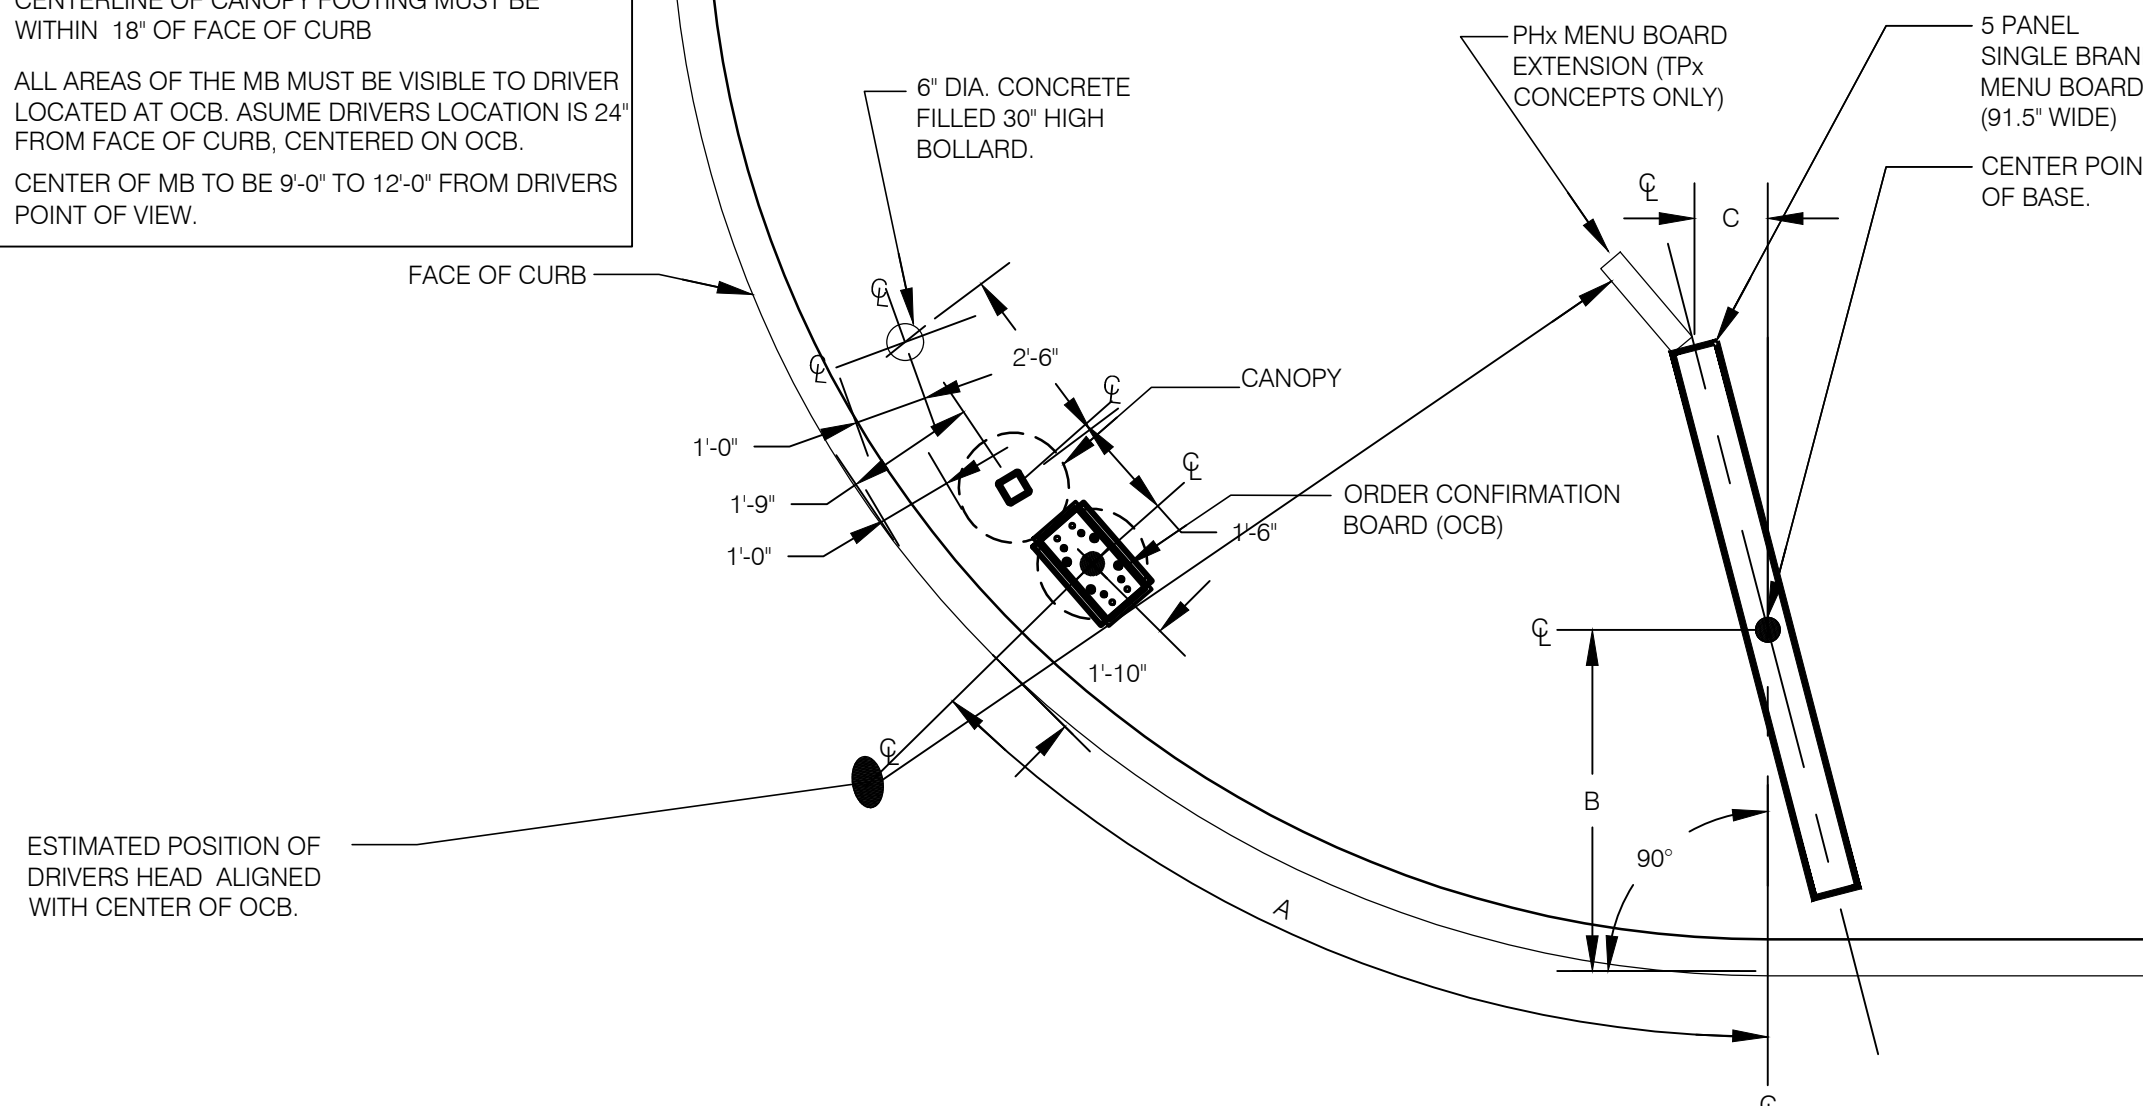 CENTERLINE OF CANOPY FOOTING MUST BE
WITHIN 18" OF FACE OF CURB
ALL AREAS OF THE MB MUST BE VISIBLE TO DRIVER
LOCATED AT OCB. ASUME DRIVERS LOCATION IS 24"
FROM FACE OF CURB, CENTERED ON OCB.
CENTER OF MB TO BE 9'-0" TO 12'-0" FROM DRIVERS
POINT OF VIEW.
FACE OF CURB
6" DIA. CONCRETE
FILLED 30" HIGH
BOLLARD.
PHx MENU BOARD
EXTENSION (TPx
CONCEPTS ONLY)
5 PANEL
SINGLE BRAN
MENU BOARD
(91.5" WIDE)
CENTER POIN
OF BASE.
℄
C
℄
℄
2'-6"
℄
CANOPY
1'-0"
1'-9"
1'-0"
℄
ORDER CONFIRMATION
BOARD (OCB)
1'-6"
℄
1'-10"
℄
B
90°
A
ESTIMATED POSITION OF
DRIVERS HEAD ALIGNED
WITH CENTER OF OCB.
℄